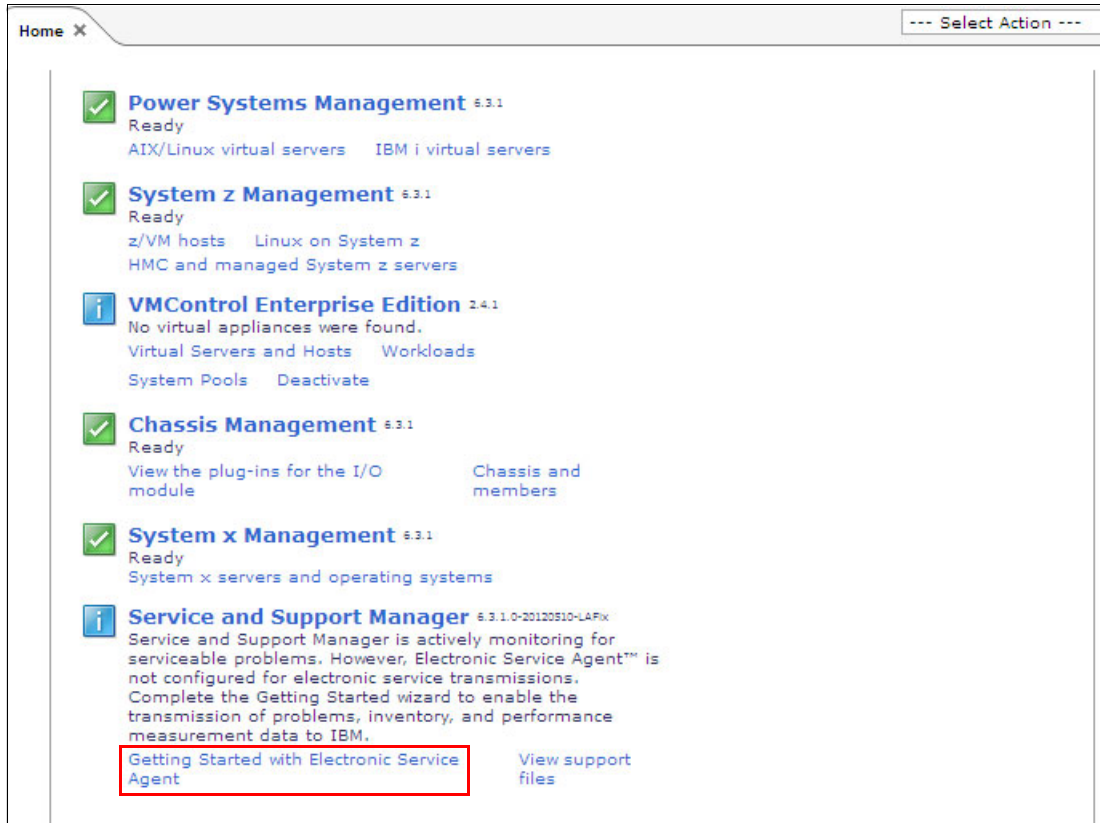 Home ✕
--- Select Action ---
Power Systems Management 6.3.1
Ready
AIX/Linux virtual servers IBM i virtual servers
System z Management 6.3.1
Ready
z/VM hosts Linux on System z
HMC and managed System z servers
VMControl Enterprise Edition 2.4.1
No virtual appliances were found.
Virtual Servers and Hosts Workloads
System Pools Deactivate
Chassis Management 6.3.1
Ready
View the plug-ins for the I/O
module
Chassis and
members
System x Management 6.3.1
Ready
System x servers and operating systems
Service and Support Manager 6.3.1.0-20120510-LAFix
Service and Support Manager is actively monitoring for
serviceable problems. However, Electronic Service Agent™ is
not configured for electronic service transmissions.
Complete the Getting Started wizard to enable the
transmission of problems, inventory, and performance
measurement data to IBM.
Getting Started with Electronic Service
Agent
View support
files